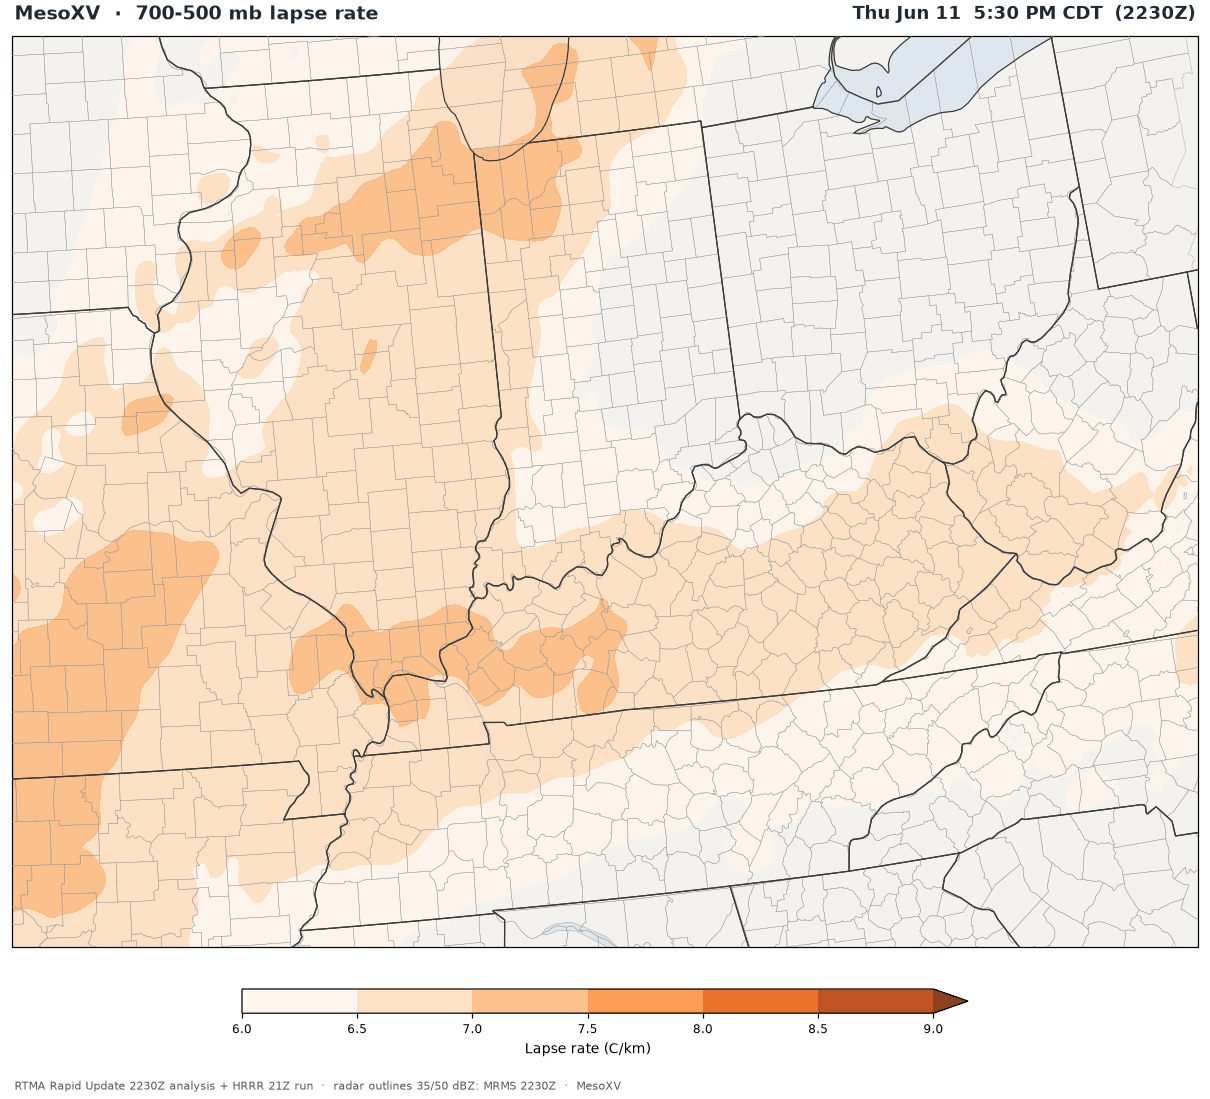 MesoXV · 700-500 mb lapse rate
Thu Jun 11 5:30 PM CDT (2230Z)
6.0 6.5 7.0 7.5 8.0 8.5 9.0
Lapse rate (C/km)
RTMA Rapid Update 2230Z analysis + HRRR 21Z run · radar outlines 35/50 dBZ: MRMS 2230Z · MesoXV